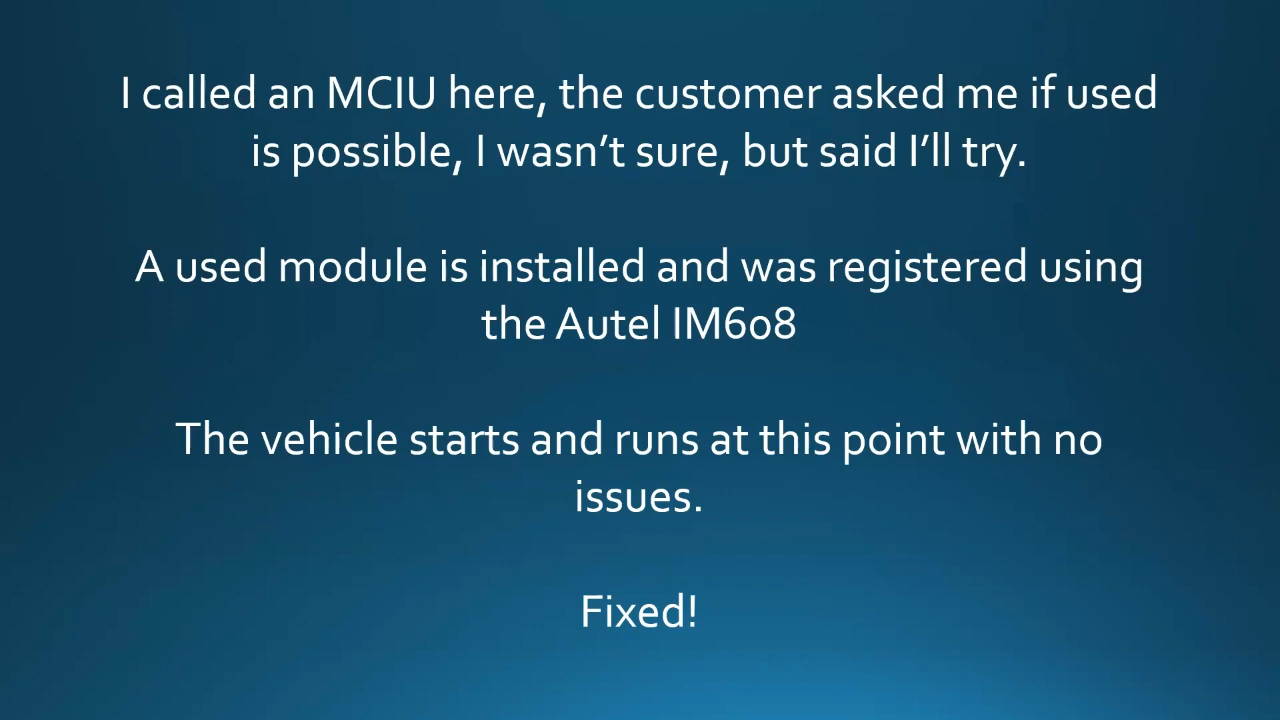 I called an MCIU here, the customer asked me if used
is possible, I wasn’t sure, but said I’ll try.
A used module is installed and was registered using
the Autel IM608
The vehicle starts and runs at this point with no
issues.
Fixed!